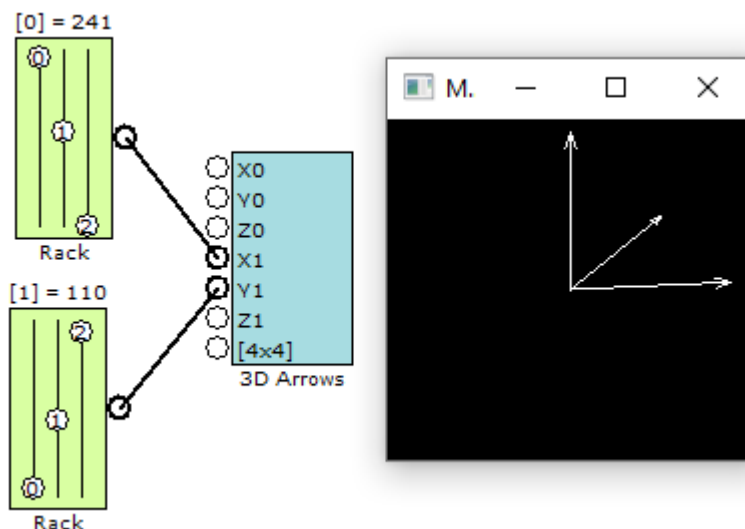 [0] = 241
0
1
2
Rack
[1] = 110
2
1
0
Rack
X0
Y0
Z0
X1
Y1
Z1
[4x4]
3D Arrows
M.